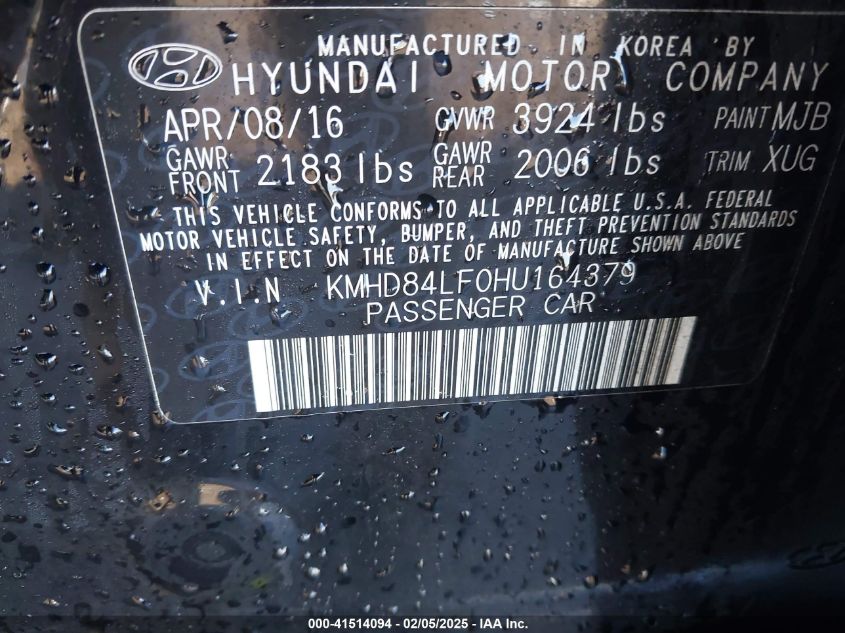 MANUFACTURED IN KOREA BY
HYUNDAI MOTOR COMPANY
APR/08/16 GVWR 3924 lbs PAINT MJB
GAWR FRONT 2183 lbs GAWR REAR 2006 lbs TRIM XUG
THIS VEHICLE CONFORMS TO ALL APPLICABLE U.S.A. FEDERAL
MOTOR VEHICLE SAFETY, BUMPER, AND THEFT PREVENTION STANDARDS
IN EFFECT ON THE DATE OF MANUFACTURE SHOWN ABOVE
V.I.N KMHD84LF0HU164379
PASSENGER CAR
000-41514094 - 02/05/2025 - IAA Inc.